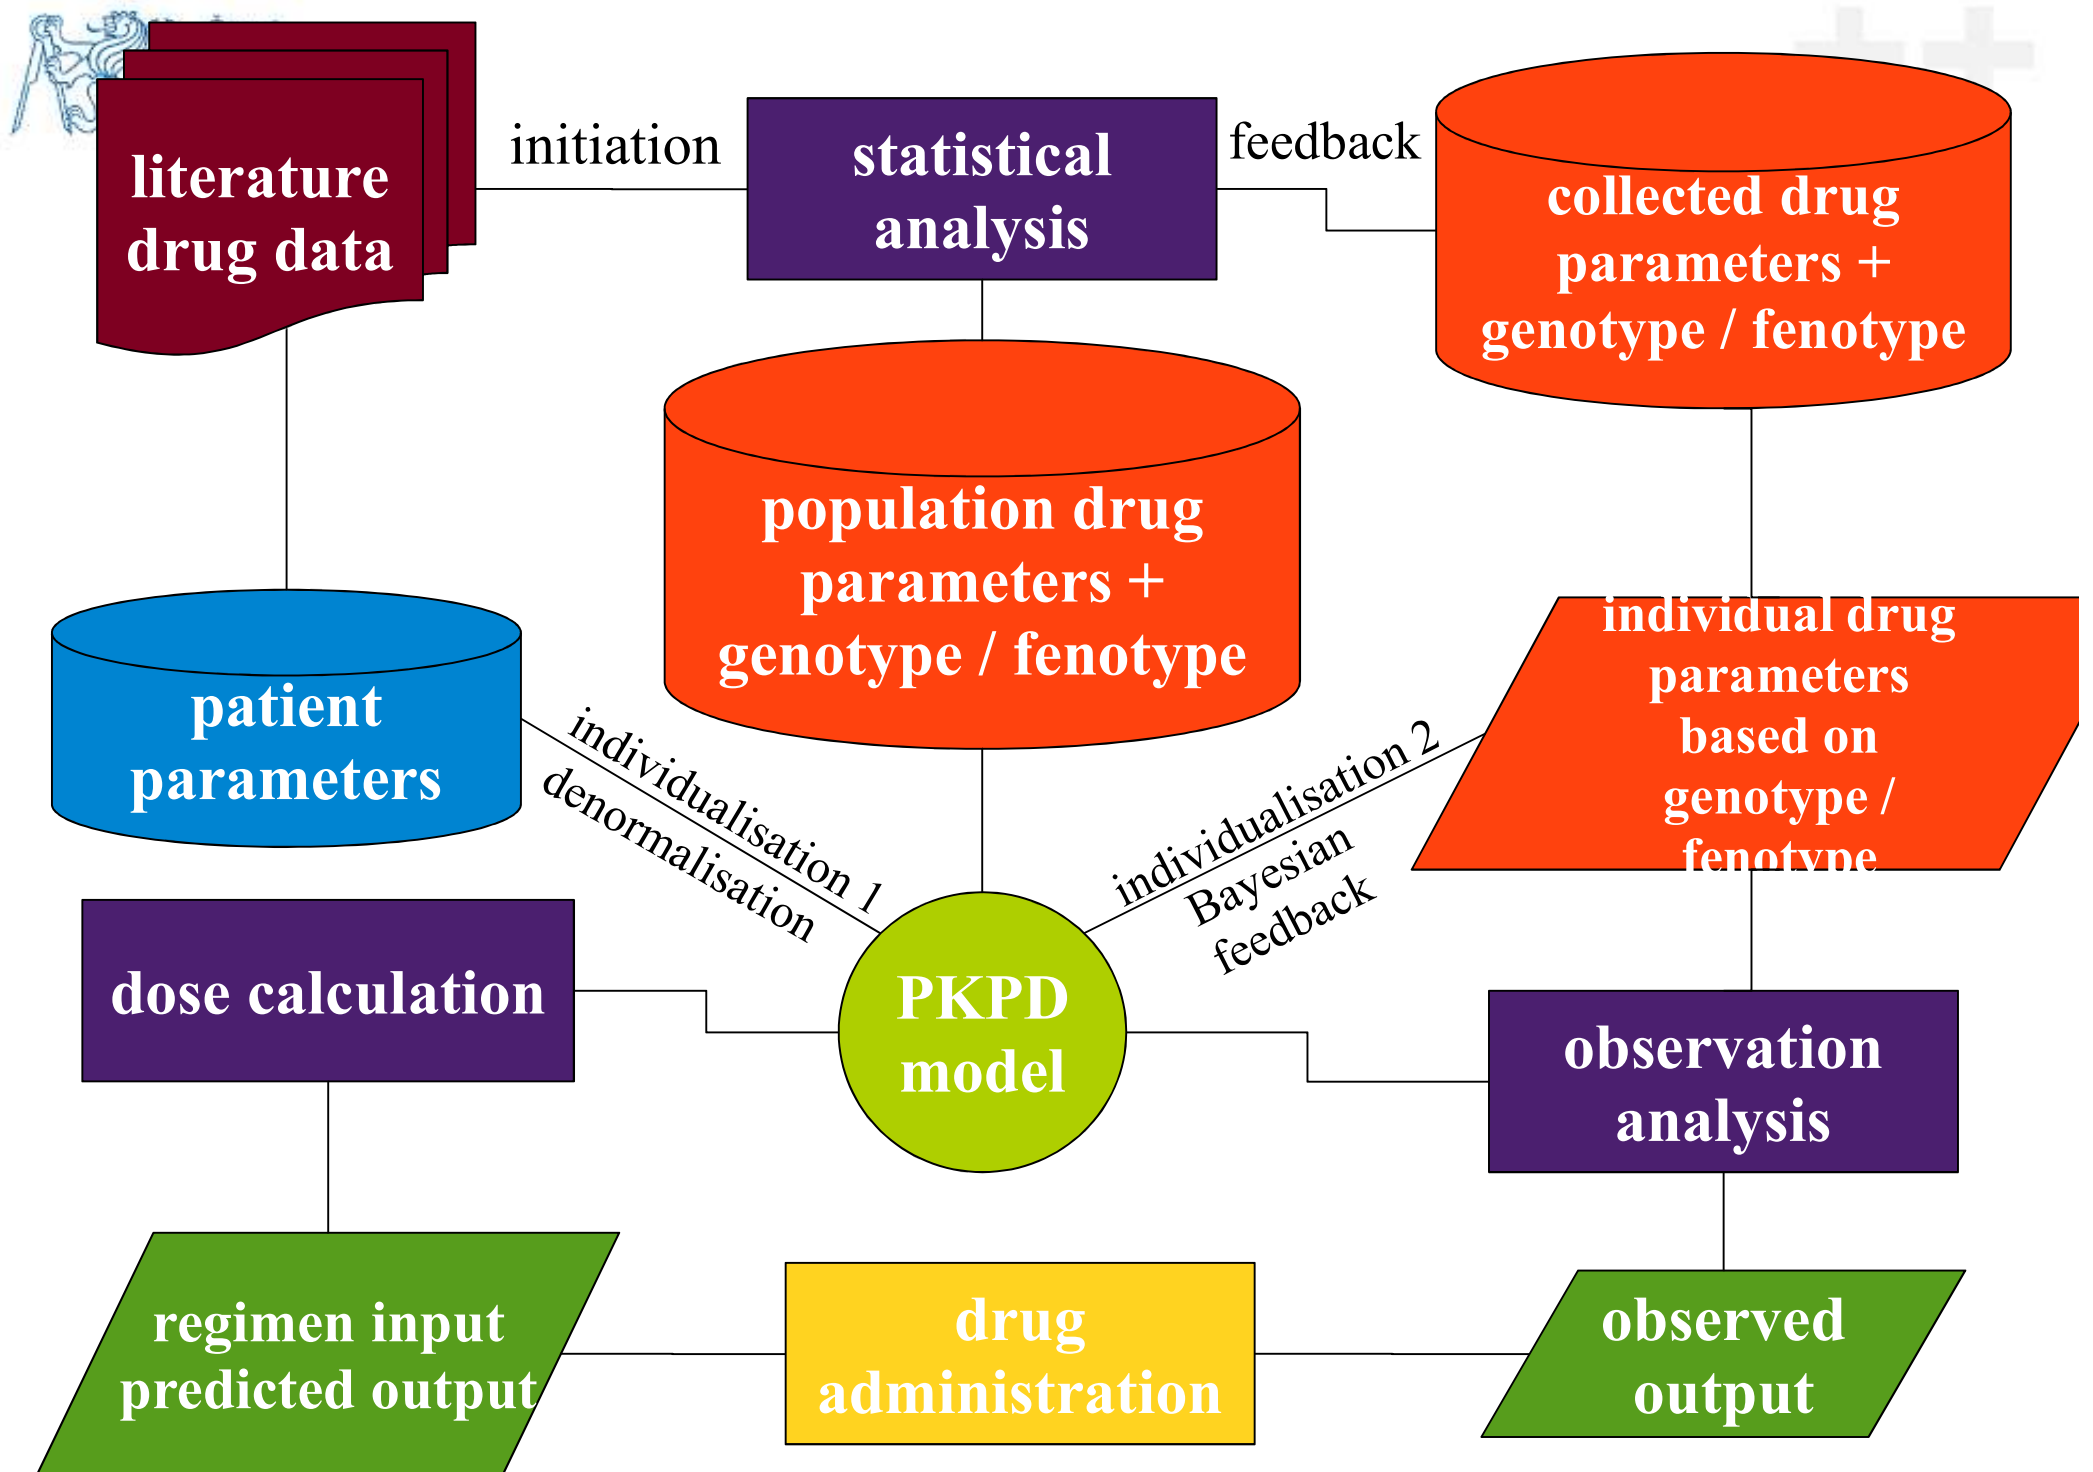 literature
drug data
initiation
statistical
analysis
feedback
collected drug
parameters +
genotype / fenotype
population drug
parameters +
genotype / fenotype
patient
parameters
individualisation 1
denormalisation
individualisation 2
Bayesian
feedback
individual drug
parameters
based on
genotype /
fenotype
dose calculation
PKPD
model
observation
analysis
regimen input
predicted output
drug
administration
observed
output